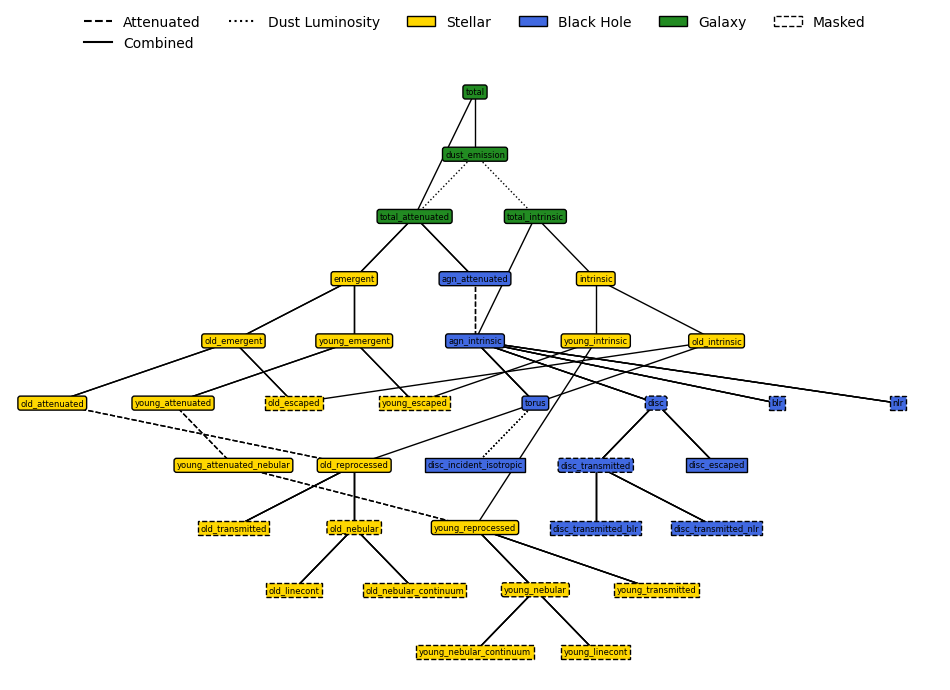 Attenuated Dust Luminosity Stellar Black Hole Galaxy Masked
Combined
total
dust_emission
total_attenuated total_intrinsic
emergent agn_attenuated intrinsic
old_emergent young_emergent agn_intrinsic young_intrinsic old_intrinsic
old_attenuated young_attenuated old_escaped young_escaped torus disc blr nlr
young_attenuated_nebular old_reprocessed disc_incident_isotropic disc_transmitted disc_escaped
old_transmitted old_nebular young_reprocessed disc_transmitted_blr disc_transmitted_nlr
old_linecont old_nebular_continuum young_nebular young_transmitted
young_nebular_continuum young_linecont